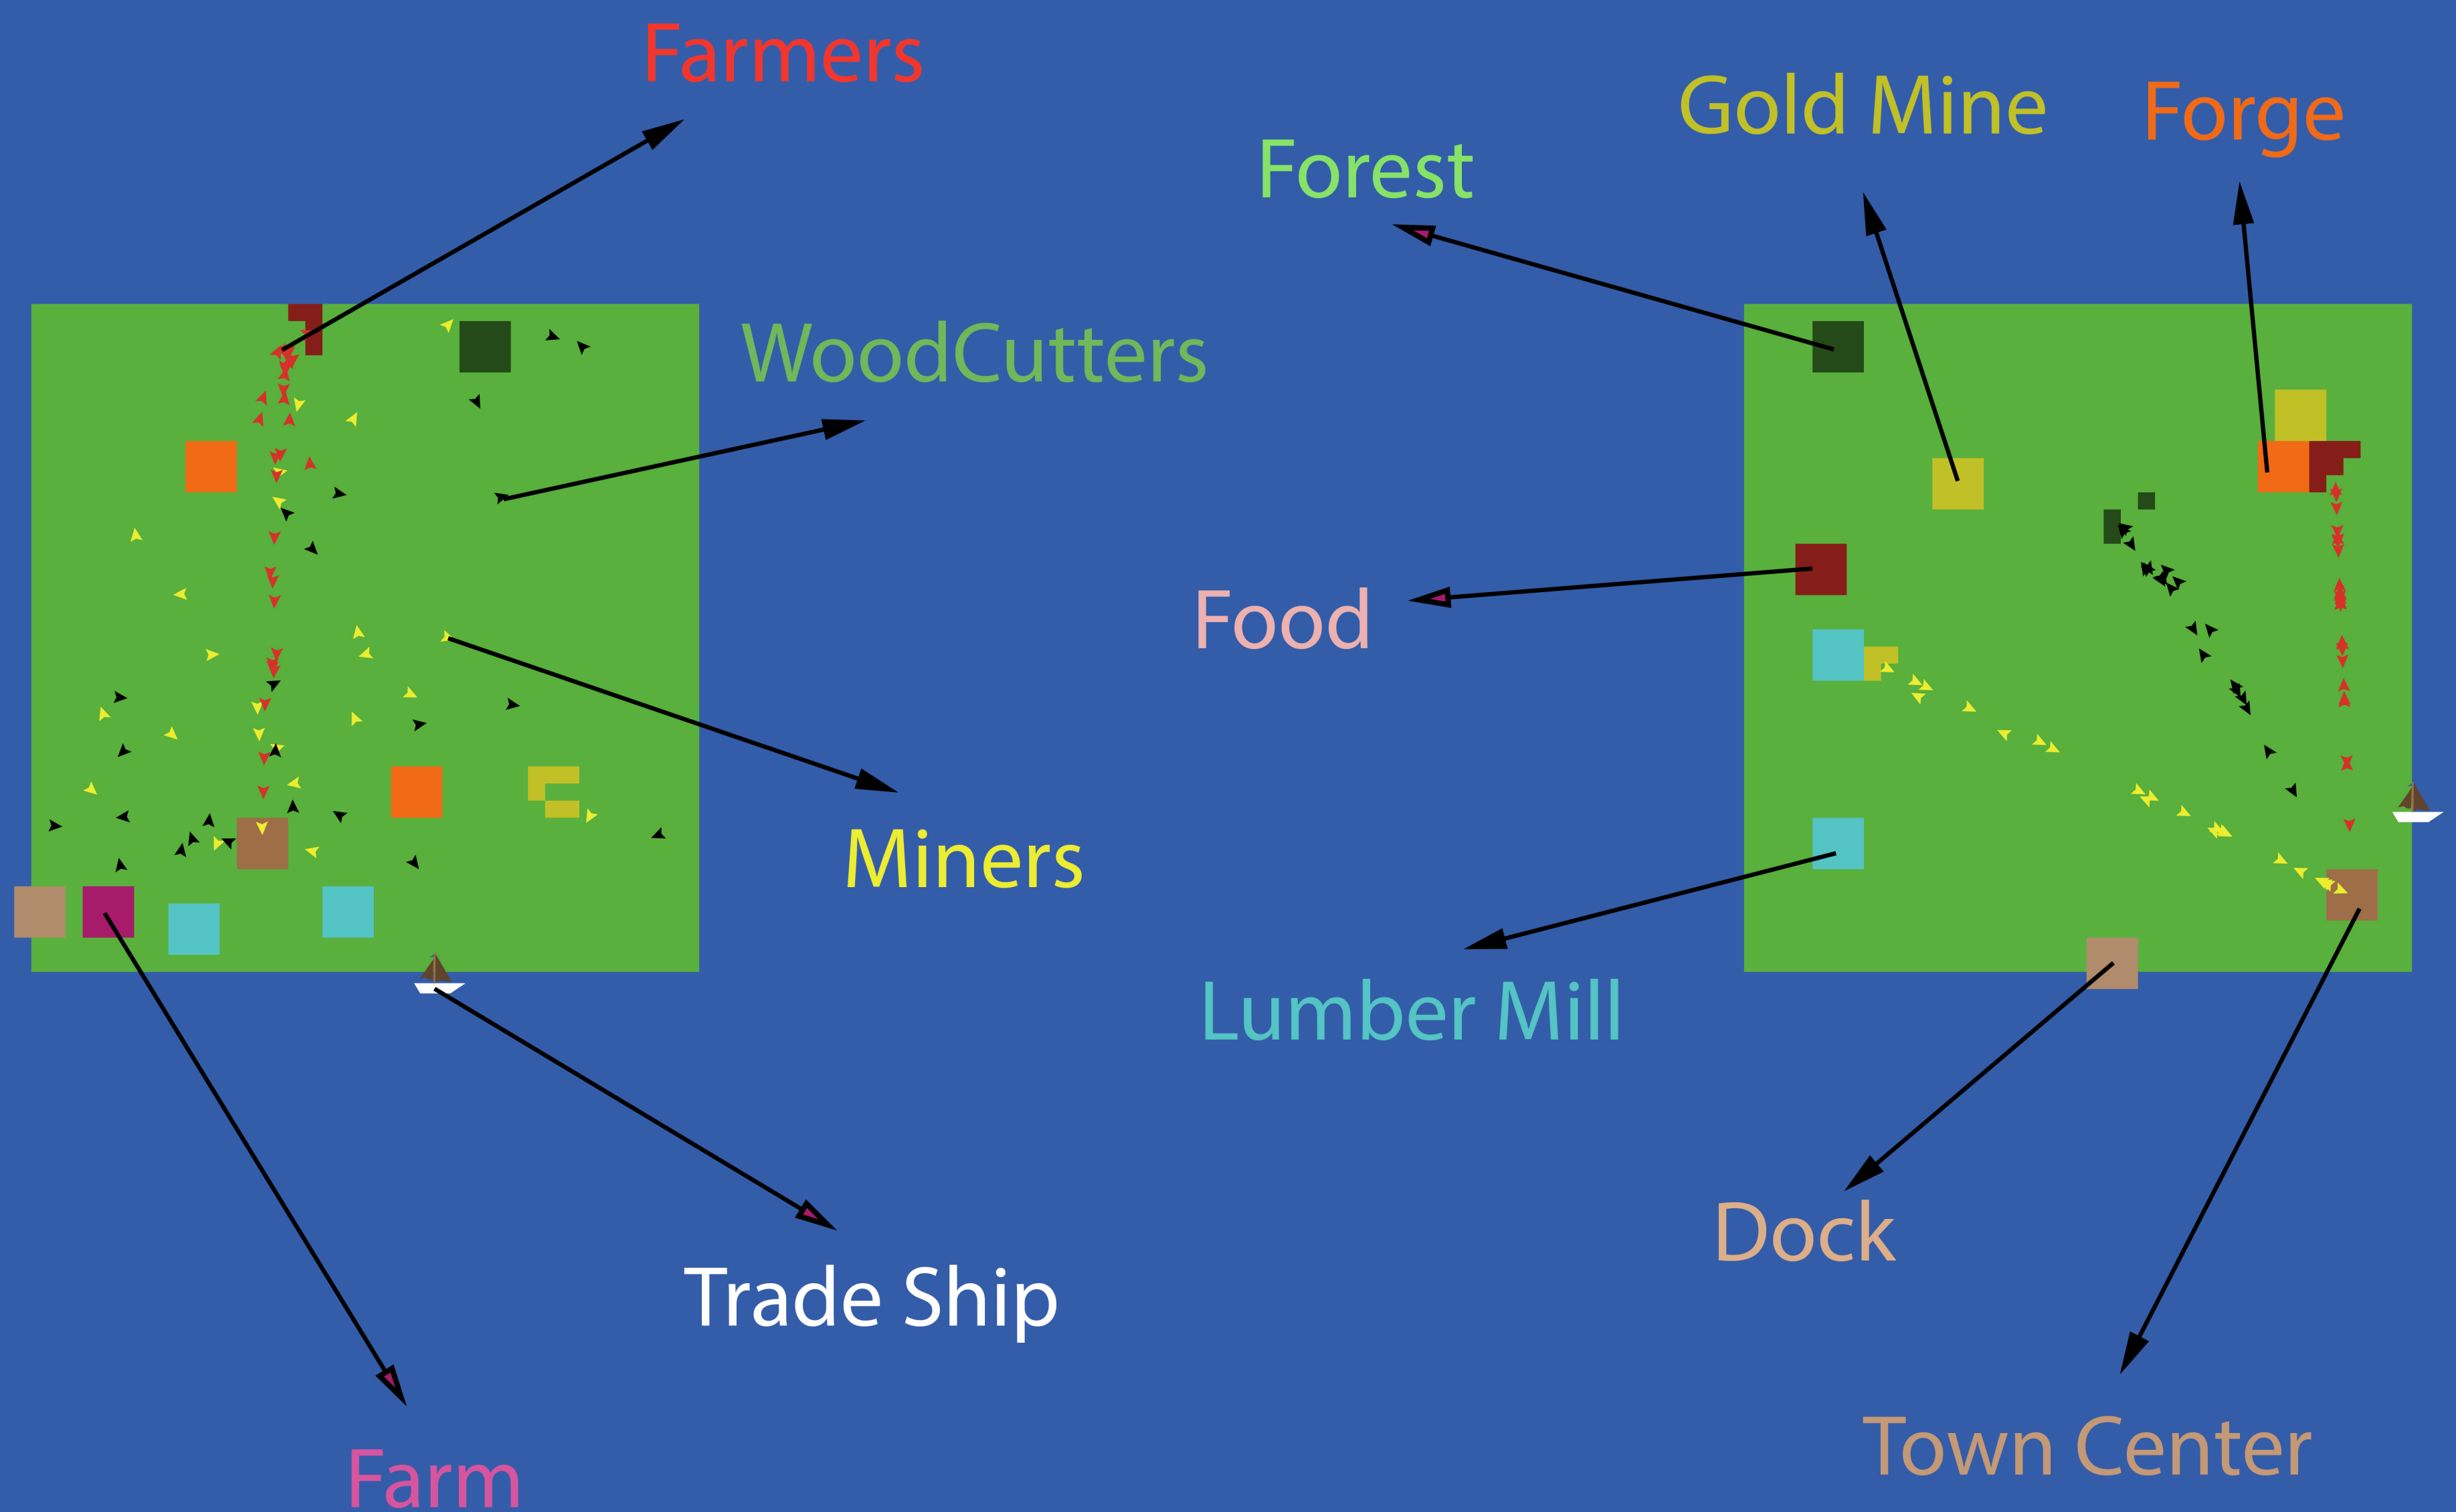 Farmers
Gold Mine
Forge
Forest
WoodCutters
Food
Miners
Lumber Mill
Dock
Trade Ship
Town Center
Farm